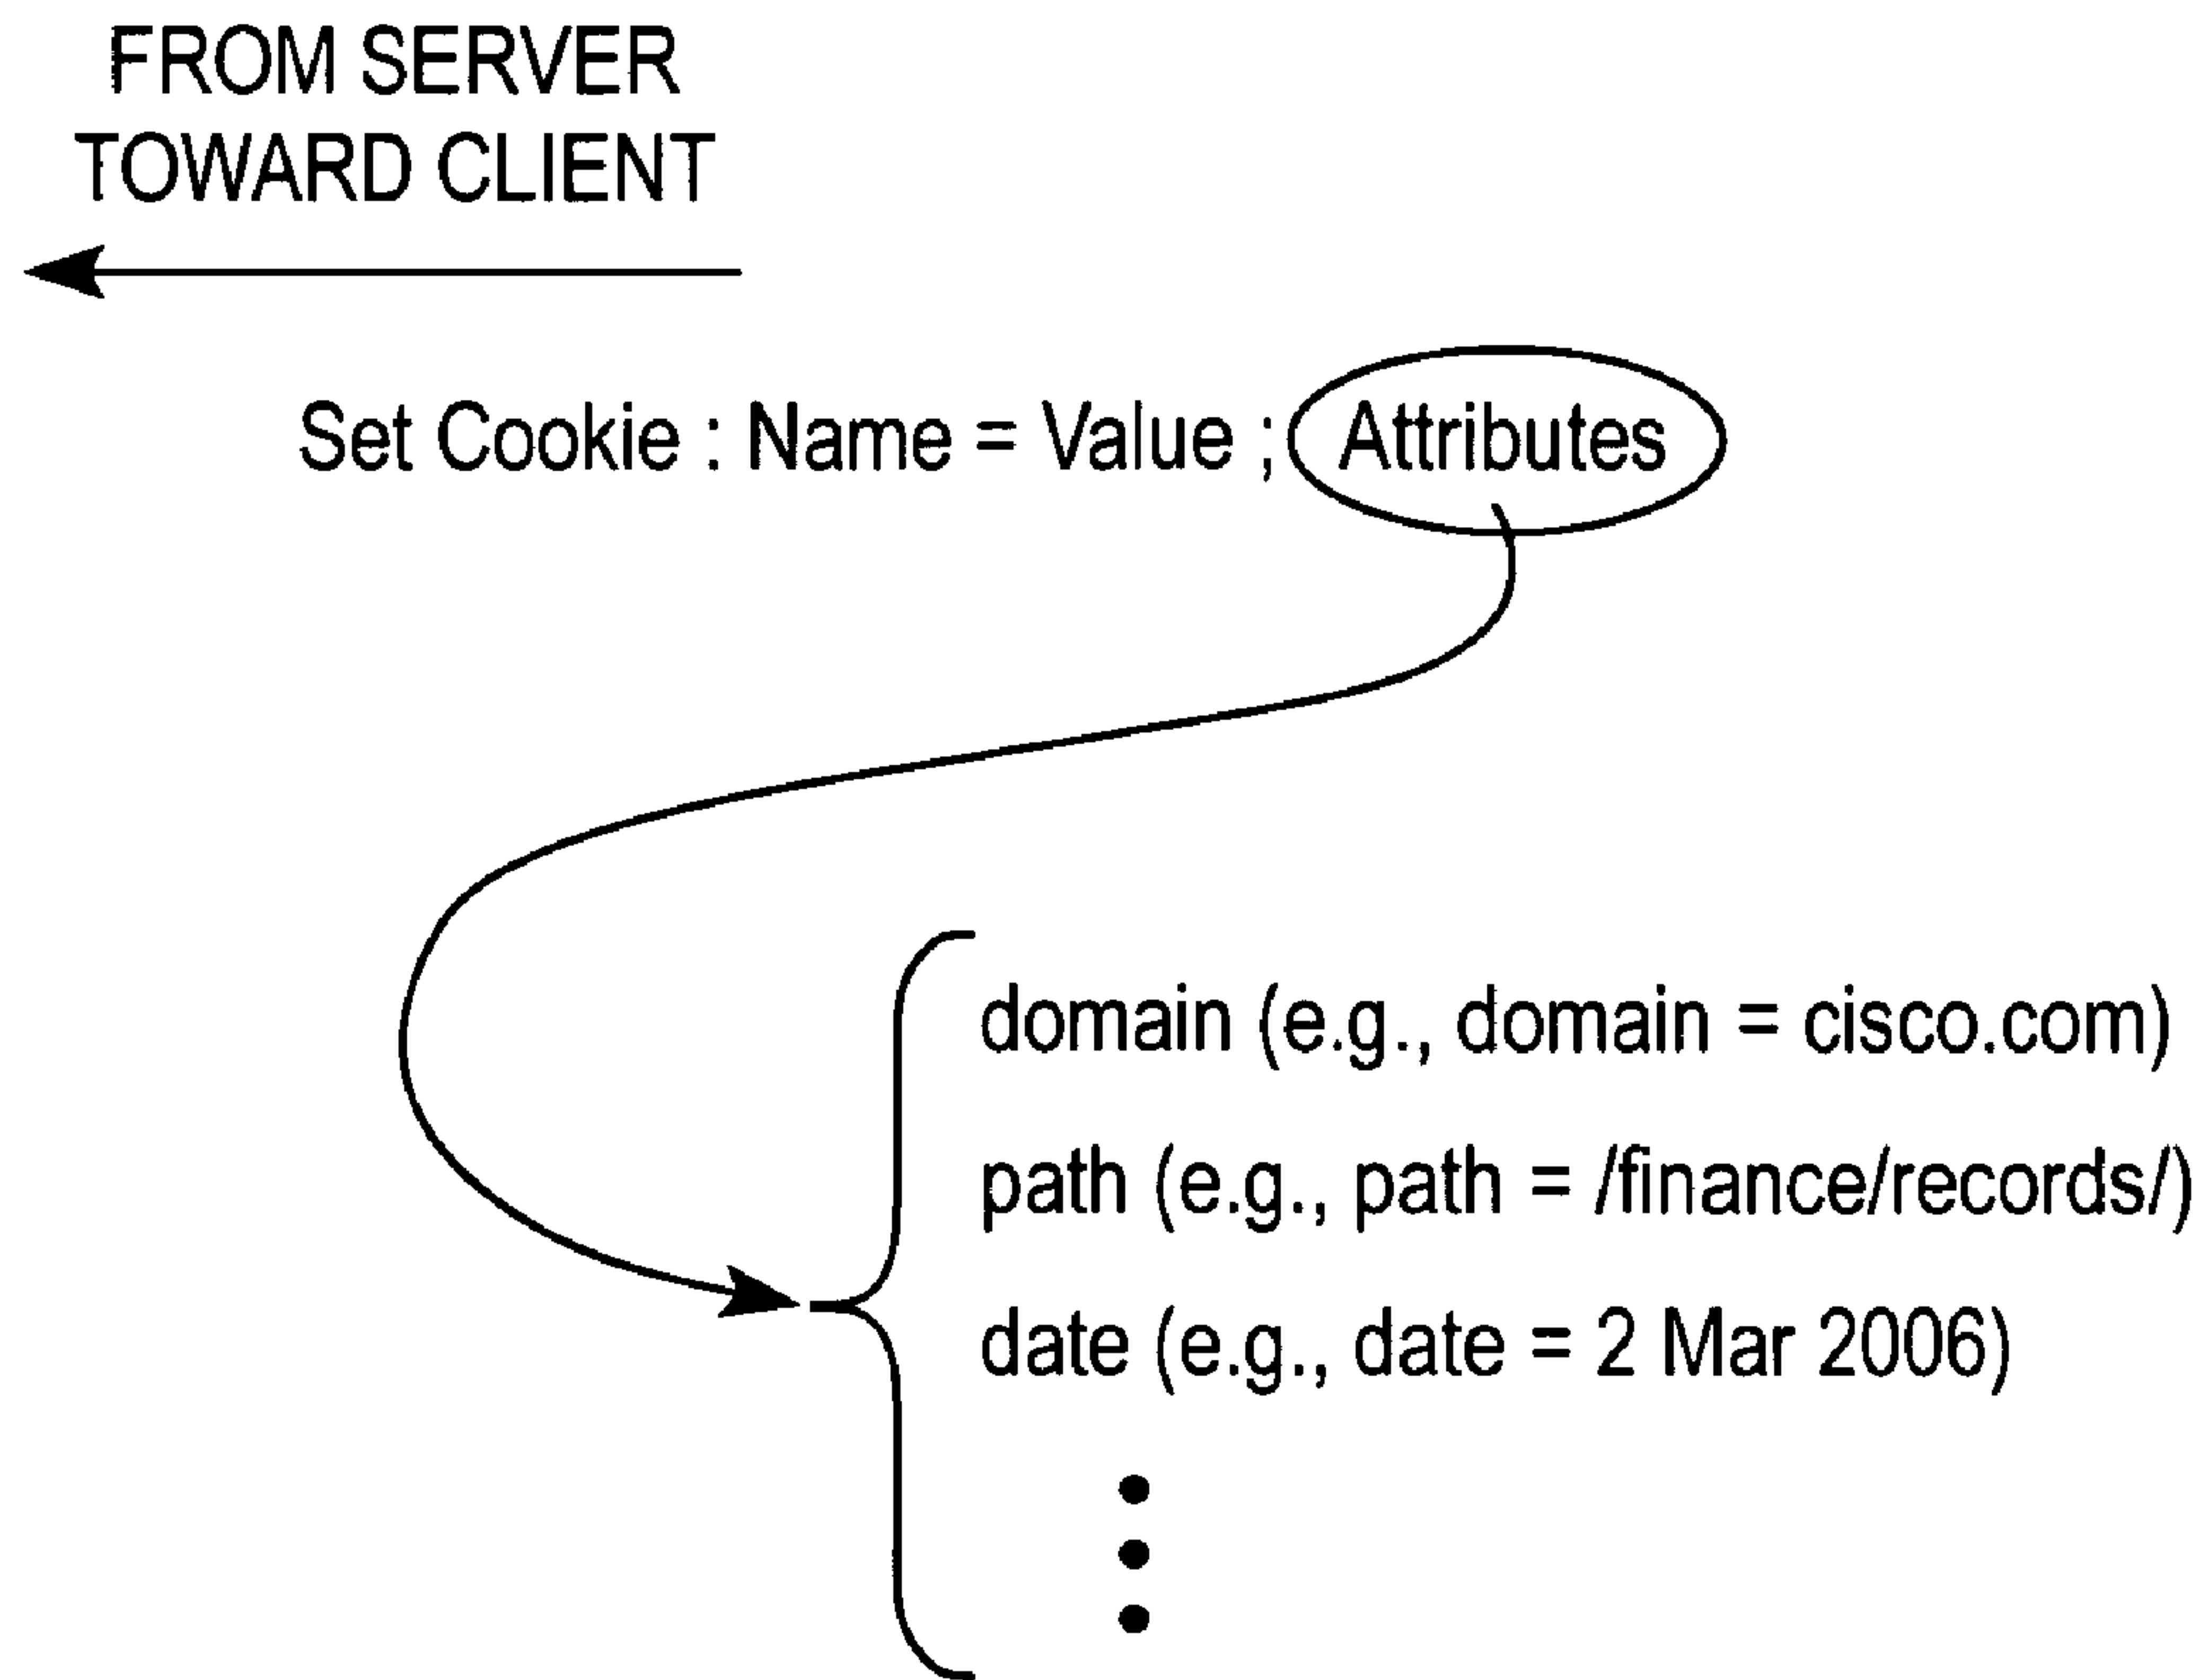 FROM SERVER
TOWARD CLIENT
Set Cookie : Name = Value ; Attributes
domain (e.g., domain = cisco.com)
path (e.g., path = /finance/records/)
date (e.g., date = 2 Mar 2006)